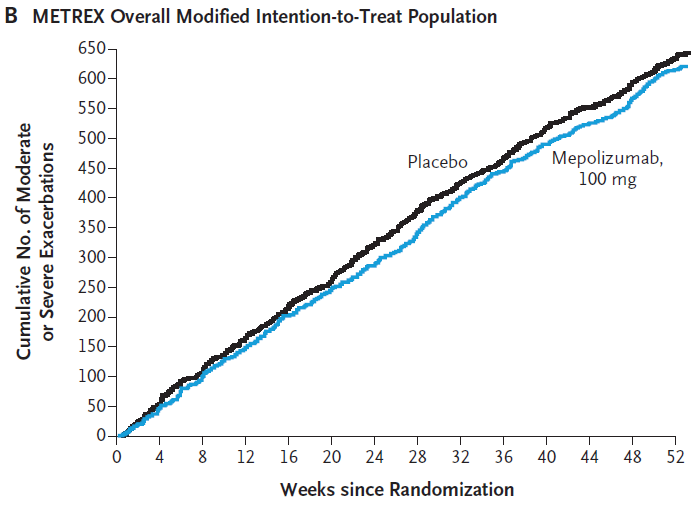 B METREX Overall Modified Intention-to-Treat Population
Cumulative No. of Moderate
or Severe Exacerbations
650
600
550
500
450
400
350
300
250
200
150
100
50
0
Placebo
Mepolizumab,
100 mg
0 4 8 12 16 20 24 28 32 36 40 44 48 52
Weeks since Randomization